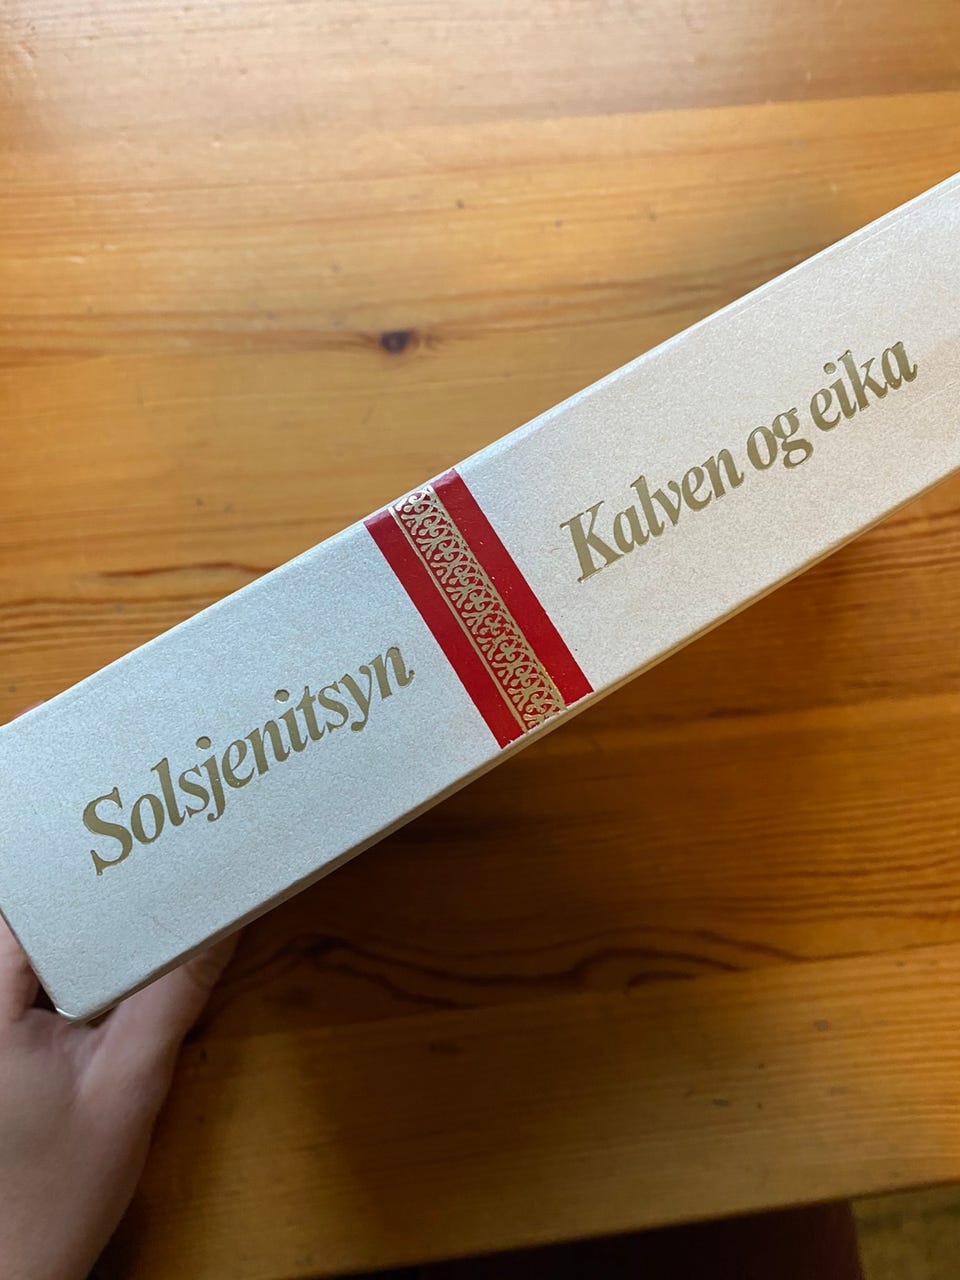 Solsjenitsyn
Kalven og eika